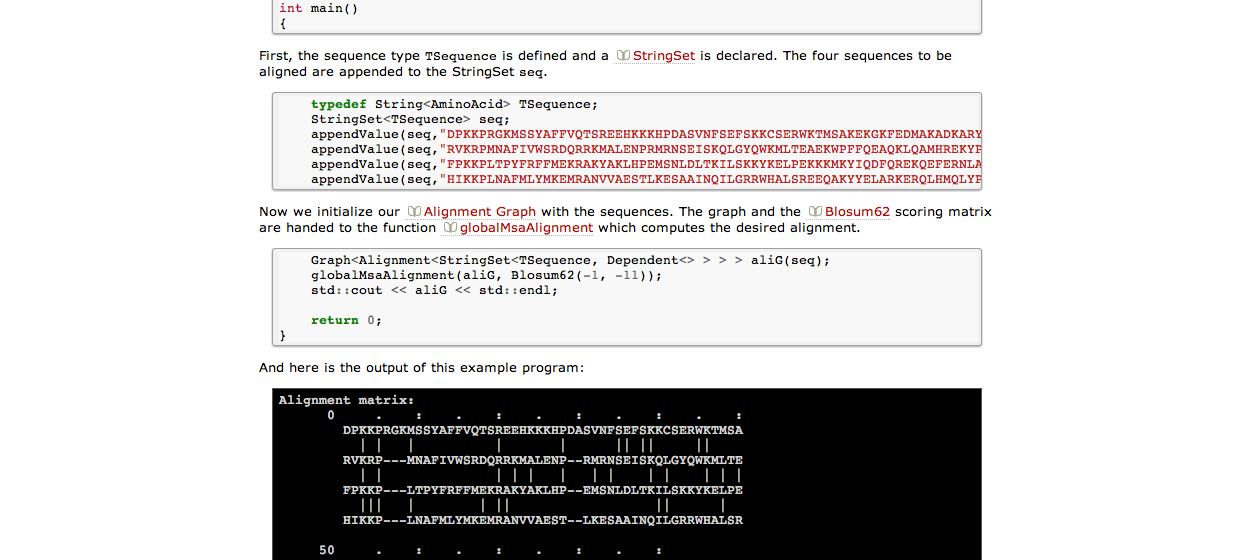 int main()
{
First, the sequence type TSequence is defined and a StringSet is declared. The four sequences to be
aligned are appended to the StringSet seq.
typedef String<AminoAcid> TSequence;
StringSet<TSequence> seq;
appendValue(seq,"DPKKPRGKMSSYAFFVQTSREEHKKKHPDASVNFSEFSKKCSERWKTMSAKEKGKFEDMAKADKARY
appendValue(seq,"RVKRPMNAFIVWSRDQRRKMALENPRMRNSEISKQLGYQWKMLTEAEKWPFFQEAQKLQAMHREKYP
appendValue(seq,"FPKKPLTPYFRFFMEKRAKYAKLHPEMSNLDLTKILSKKYKELPEKKKMKYIQDFQREKQEFERNLA
appendValue(seq,"HIKKPLNAFMLYMKEMRANVVAESTLKESAAINQILGRRWHALSREEQAKYYELARKERQLHMQLYP
Now we initialize our Alignment Graph with the sequences. The graph and the Blosum62 scoring matrix
are handed to the function globalMsaAlignment which computes the desired alignment.
Graph<Alignment<StringSet<TSequence, Dependent<> > > > aliG(seq);
globalMsaAlignment(aliG, Blosum62(-1, -11));
std::cout << aliG << std::endl;
return 0;
}
And here is the output of this example program:
Alignment matrix:
0 . : . : . : . : . :
DPKKPRGKMSSYAFFVQTSREEHKKKHPDASVNFSEFSKKCSERWKTMSA
| | | | | || || ||
RVKRP---MNAFIVWSRDQRRKMALENP--RMRNSEISKQLGYQWKMLTE
| | | | | | | | | | | | |
FPKKP---LTPYFRFFMEKRAKYAKLHP--EMSNLDLTKILSKKYKELPE
||| | | || || |
HIKKP---LNAFMLYMKEMRANVVAEST--LKESAAINQILGRRWHALSR
50 . : . : . : . :